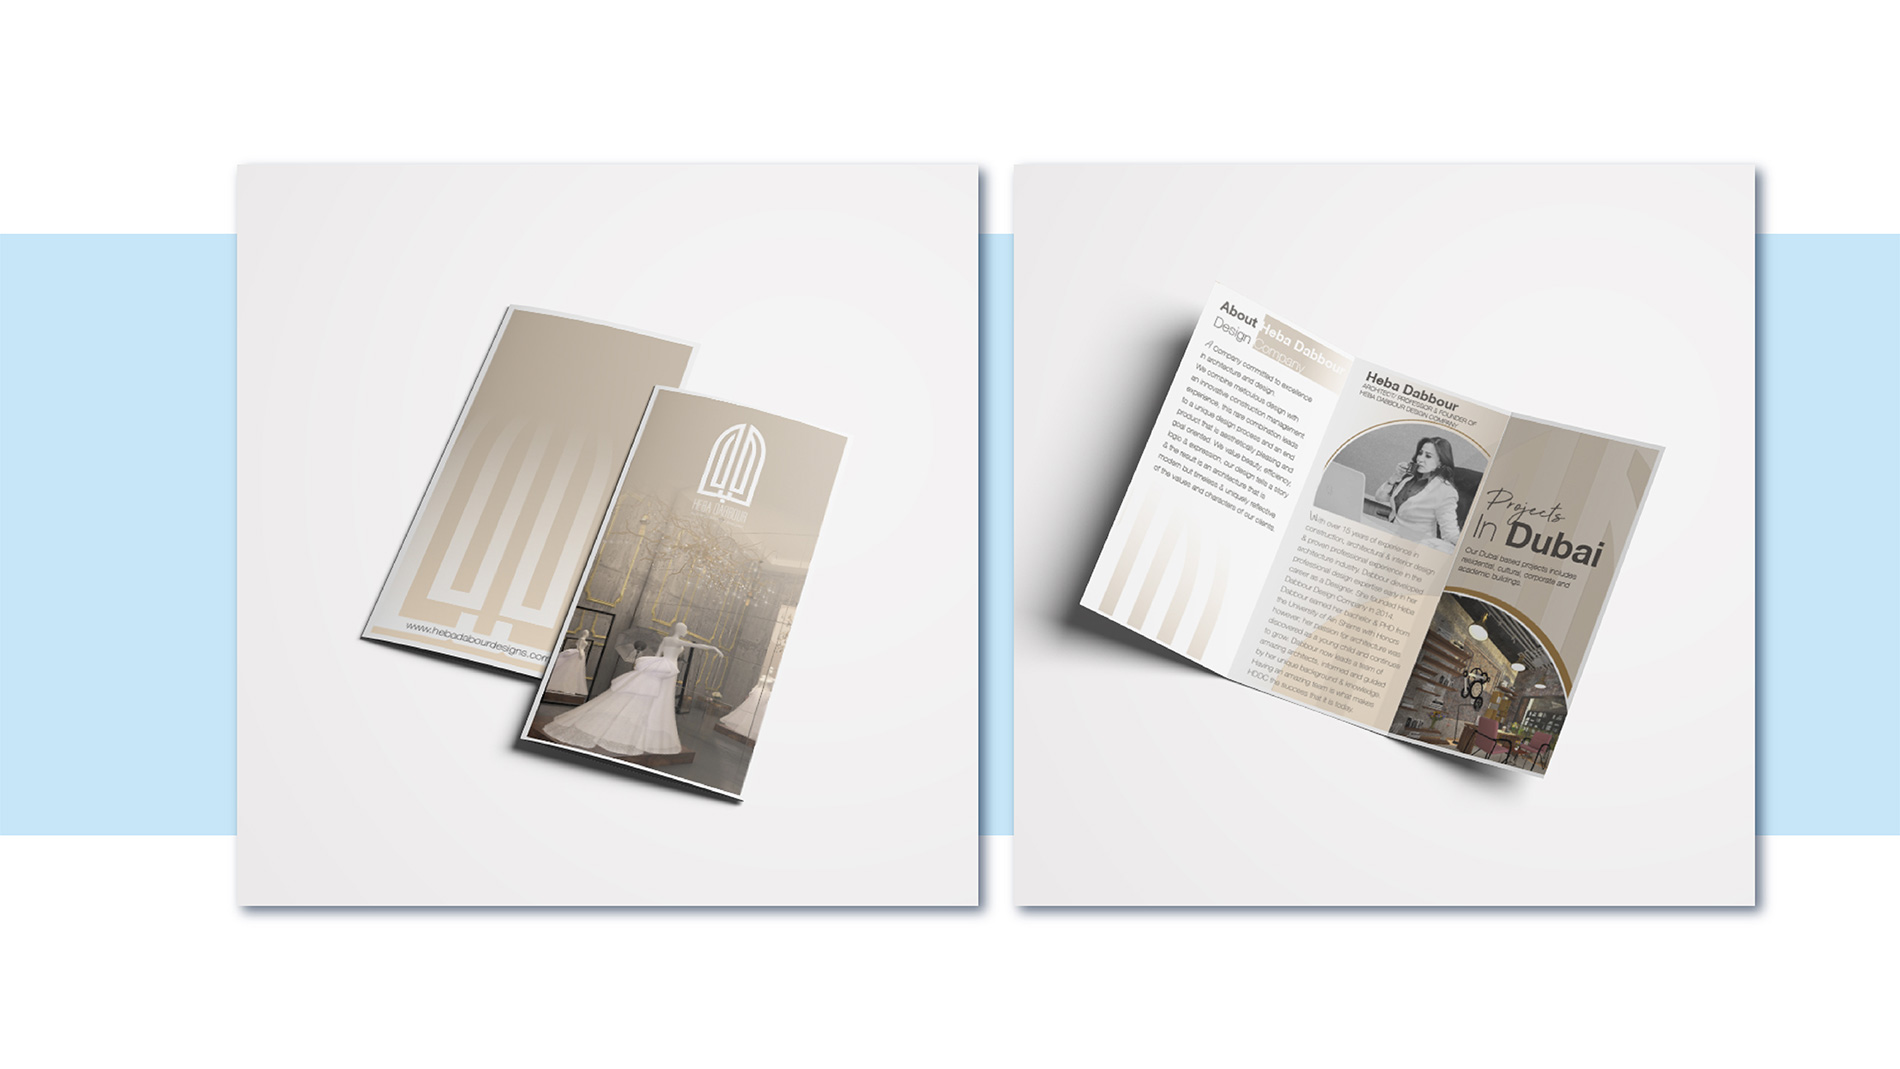 www.hebadabourdesigns.com
HEBA DABBOUR
About Heba Dabbour
Design Company
A company committed to excellence
in architecture and design.
We combine meticulous design with
an innovative construction management
experience, this rare combination leads
to a unique design process and an end
product that is aesthetically pleasing and
goal oriented. We value beauty, efficiency,
logic & expression, our design tells a story
& the result is an architecture that is
modern but timeless & uniquely reflective
of the values and characters of our clients.
Heba Dabbour
ARCHITECT/ PROFESSOR & FOUNDER OF
HEBA DABBOUR DESIGN COMPANY
With over 15 years of experience in
construction, architectural & interior design
& proven professional experience in the
architecture industry, Dabbour developed
professional design expertise early in her
career as a Designer. She founded Heba
Dabbour Design Company in 2014.
Dabbour earned her bachelor & PHD from
the University of Ain Shams with Honors
however, her passion for architecture was
discovered as a young child and continues
to grow. Dabbour now leads a team of
amazing architects, informed and guided
by her unique background & knowledge.
Having an amazing team is what makes
HDDC the success that it is today.
Projects
In Dubai
Our Dubai based projects includes
residential, cultural, corporate and
academic buildings.